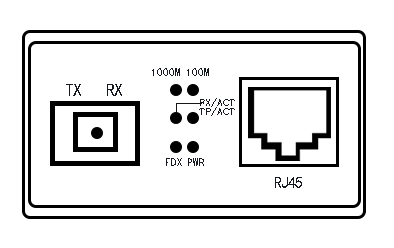 1000M 100M
TX RX
FX/ACT
TP/ACT
FDX PWR
RJ45